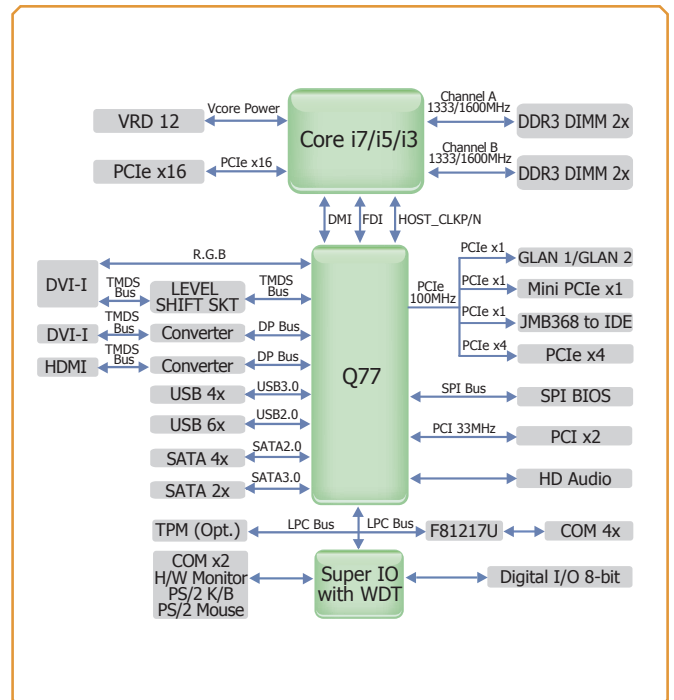 Vcore Power
VRD 12
PCIe x16
PCIe x16
Core i7/i5/i3
Channel A
1333/1600MHz
DDR3 DIMM 2x
Channel B
1333/1600MHz
DDR3 DIMM 2x
DMI
FDI
HOST_CLKP/N
R.G.B
DVI-I
TMDS
Bus
LEVEL
SHIFT SKT
TMDS
Bus
DVI-I
TMDS
Bus
Converter
DP Bus
HDMI
TMDS
Bus
Converter
DP Bus
USB 4x
USB3.0
USB 6x
USB2.0
SATA 4x
SATA2.0
SATA 2x
SATA3.0
Q77
PCIe
100MHz
PCIe x1
GLAN 1/GLAN 2
PCIe x1
Mini PCIe x1
PCIe x1
JMB368 to IDE
PCIe x4
PCIe x4
SPI Bus
SPI BIOS
PCI 33MHz
PCI x2
HD Audio
TPM (Opt.)
LPC Bus
LPC Bus
F81217U
COM 4x
COM x2
H/W Monitor
PS/2 K/B
PS/2 Mouse
Super IO
with WDT
Digital I/O 8-bit